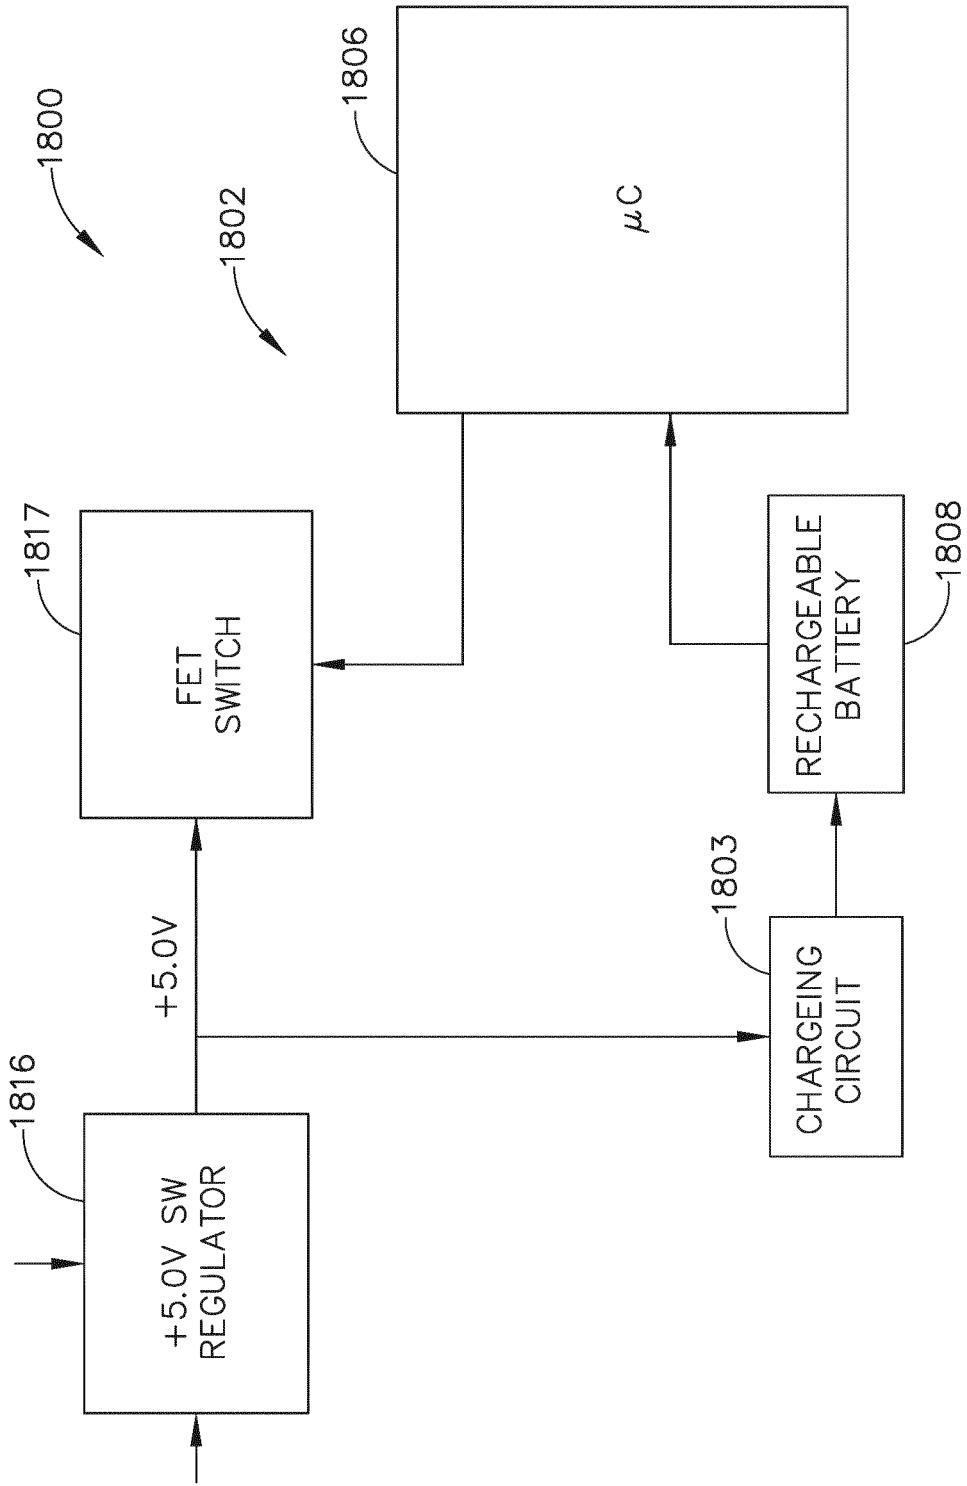 1800
1802
1806
μC
1817
FET
SWITCH
+5.0V
1816
+5.0V SW
REGULATOR
1803
CHARGEING
CIRCUIT
RECHARGEABLE
BATTERY
1808